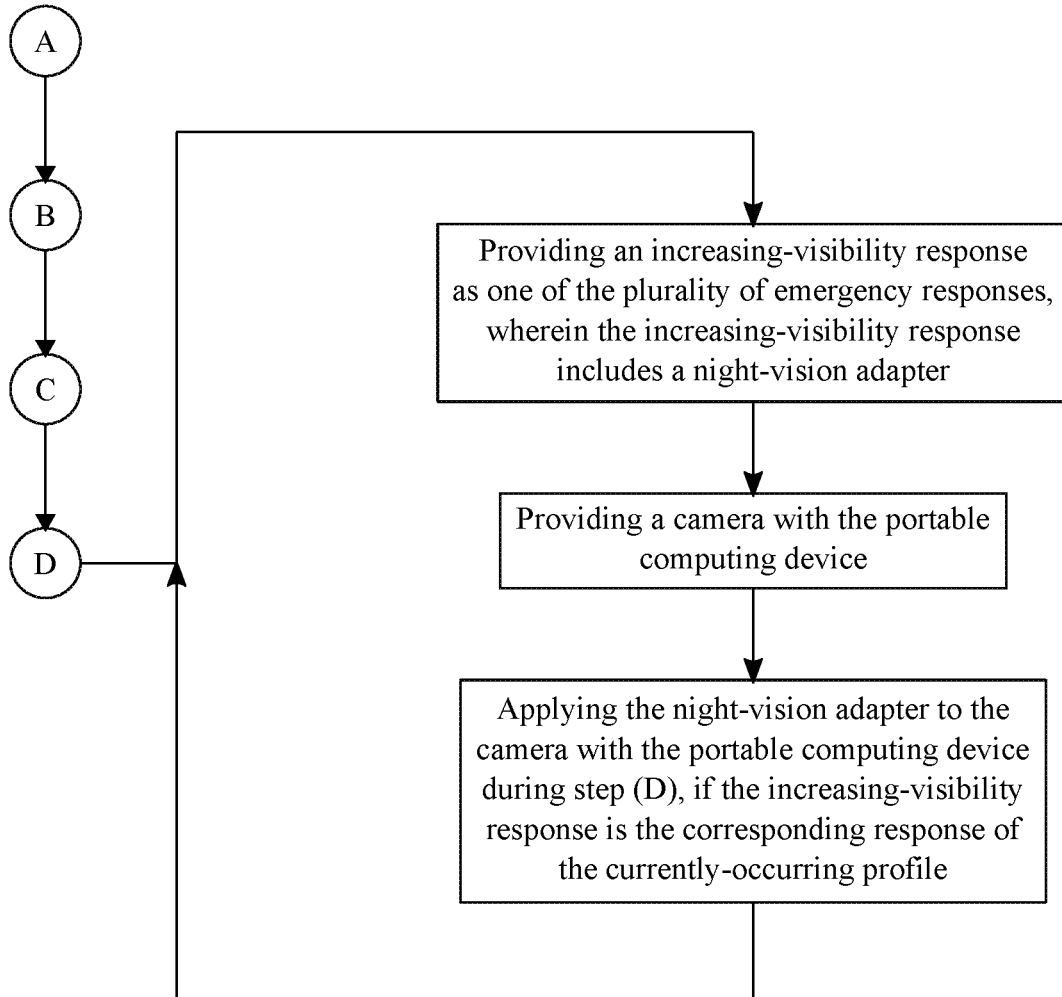 A
B
C
D
Providing an increasing-visibility response
as one of the plurality of emergency responses,
wherein the increasing-visibility response
includes a night-vision adapter
Providing a camera with the portable
computing device
Applying the night-vision adapter to the
camera with the portable computing device
during step (D), if the increasing-visibility
response is the corresponding response of
the currently-occurring profile